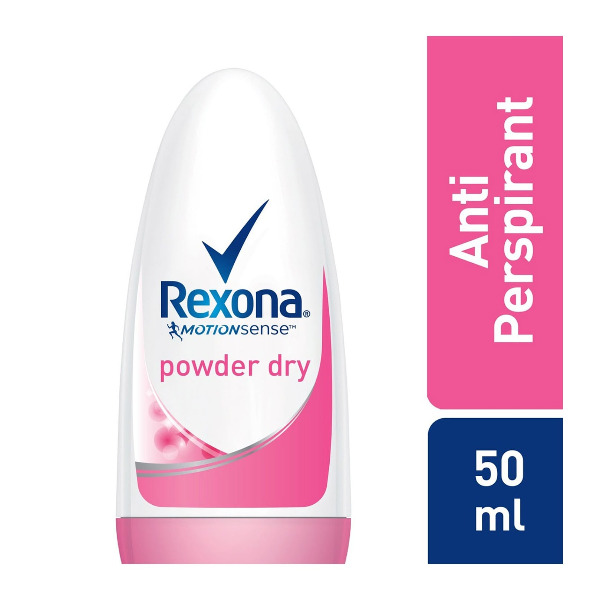 Rexona®
MOTIONsense™
powder dry
Anti
Perspirant
50
ml